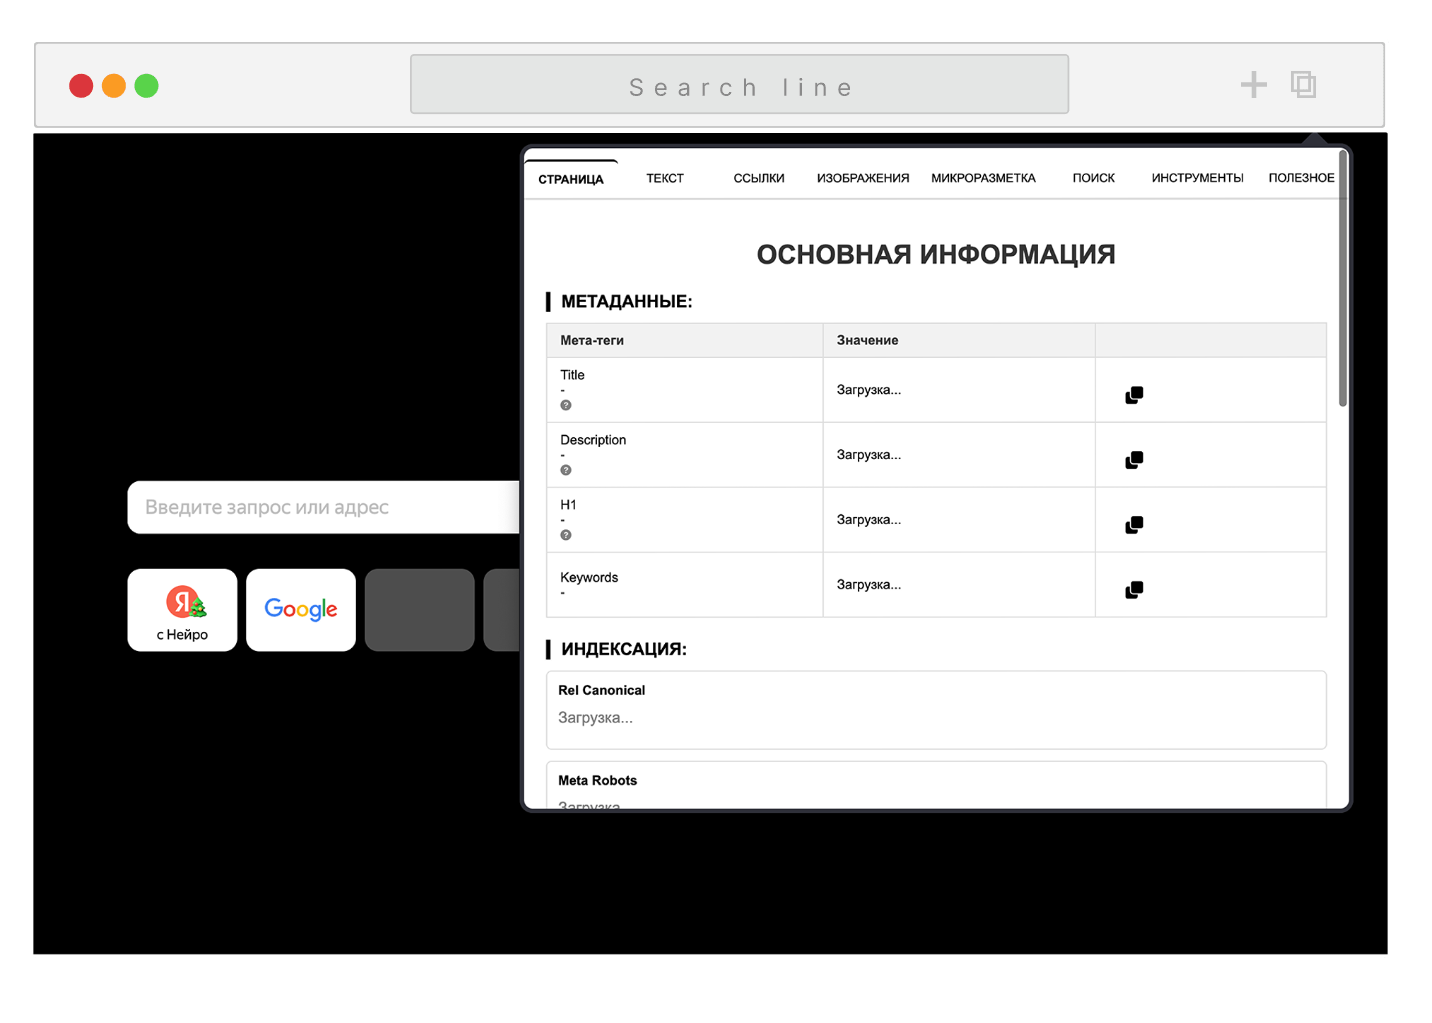 Search line
СТРАНИЦА ТЕКСТ ССЫЛКИ ИЗОБРАЖЕНИЯ МИКРОРАЗМЕТКА ПОИСК ИНСТРУМЕНТЫ ПОЛЕЗНОЕ
ОСНОВНАЯ ИНФОРМАЦИЯ
МЕТАДАННЫЕ:
Мета-теги Значение
Title
-
?
Загрузка...
Description
-
?
Загрузка...
H1
-
?
Загрузка...
Keywords
-
Загрузка...
ИНДЕКСАЦИЯ:
Rel Canonical
Загрузка...
Meta Robots
Загрузка
Введите запрос или адрес
Я
с Нейро
Google